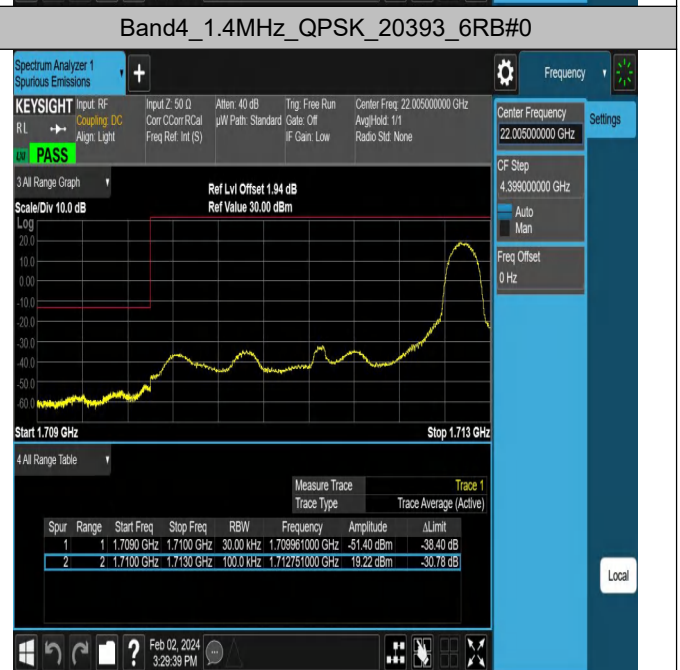 Band4_1.4MHz_QPSK_20393_6RB#0
Spectrum Analyzer 1
Spurious Emissions
+
Frequency
KEYSIGHT Input: RF Input Z: 50 Ω Atten: 40 dB Trig: Free Run Center Freq: 22.005000000 GHz
RL Coupling: DC Corr CCorr RCal µW Path: Standard Gate: Off Avg|Hold: 1/1
Align: Light Freq Ref: Int (S) IF Gain: Low Radio Std: None
LXI PASS
Center Frequency
22.005000000 GHz
Settings
CF Step
4.399000000 GHz
Auto
Man
Freq Offset
0 Hz
3 All Range Graph
Ref Lvl Offset 1.94 dB
Scale/Div 10.0 dB Ref Value 30.00 dBm
Log
20.0
10.0
0.00
-10.0
-20.0
-30.0
-40.0
-50.0
-60.0
Start 1.709 GHz Stop 1.713 GHz
4 All Range Table
Measure Trace Trace 1
Trace Type Trace Average (Active)
Spur Range Start Freq Stop Freq RBW Frequency Amplitude ΔLimit
1 1 1.7090 GHz 1.7100 GHz 30.00 kHz 1.709961000 GHz -51.40 dBm -38.40 dB
2 2 1.7100 GHz 1.7130 GHz 100.0 kHz 1.712751000 GHz 19.22 dBm -30.78 dB
Local
? Feb 02, 2024
3:29:39 PM